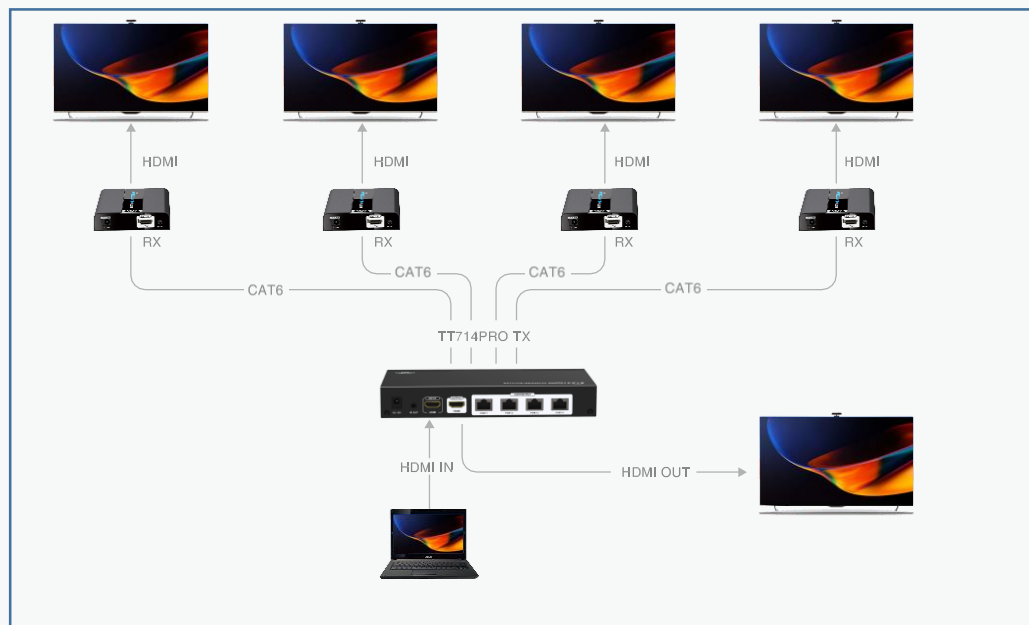 HDMI HDMI HDMI HDMI
RX RX RX RX
CAT6 CAT6
CAT6 CAT6
TT714PRO TX
HDMI IN
HDMI OUT